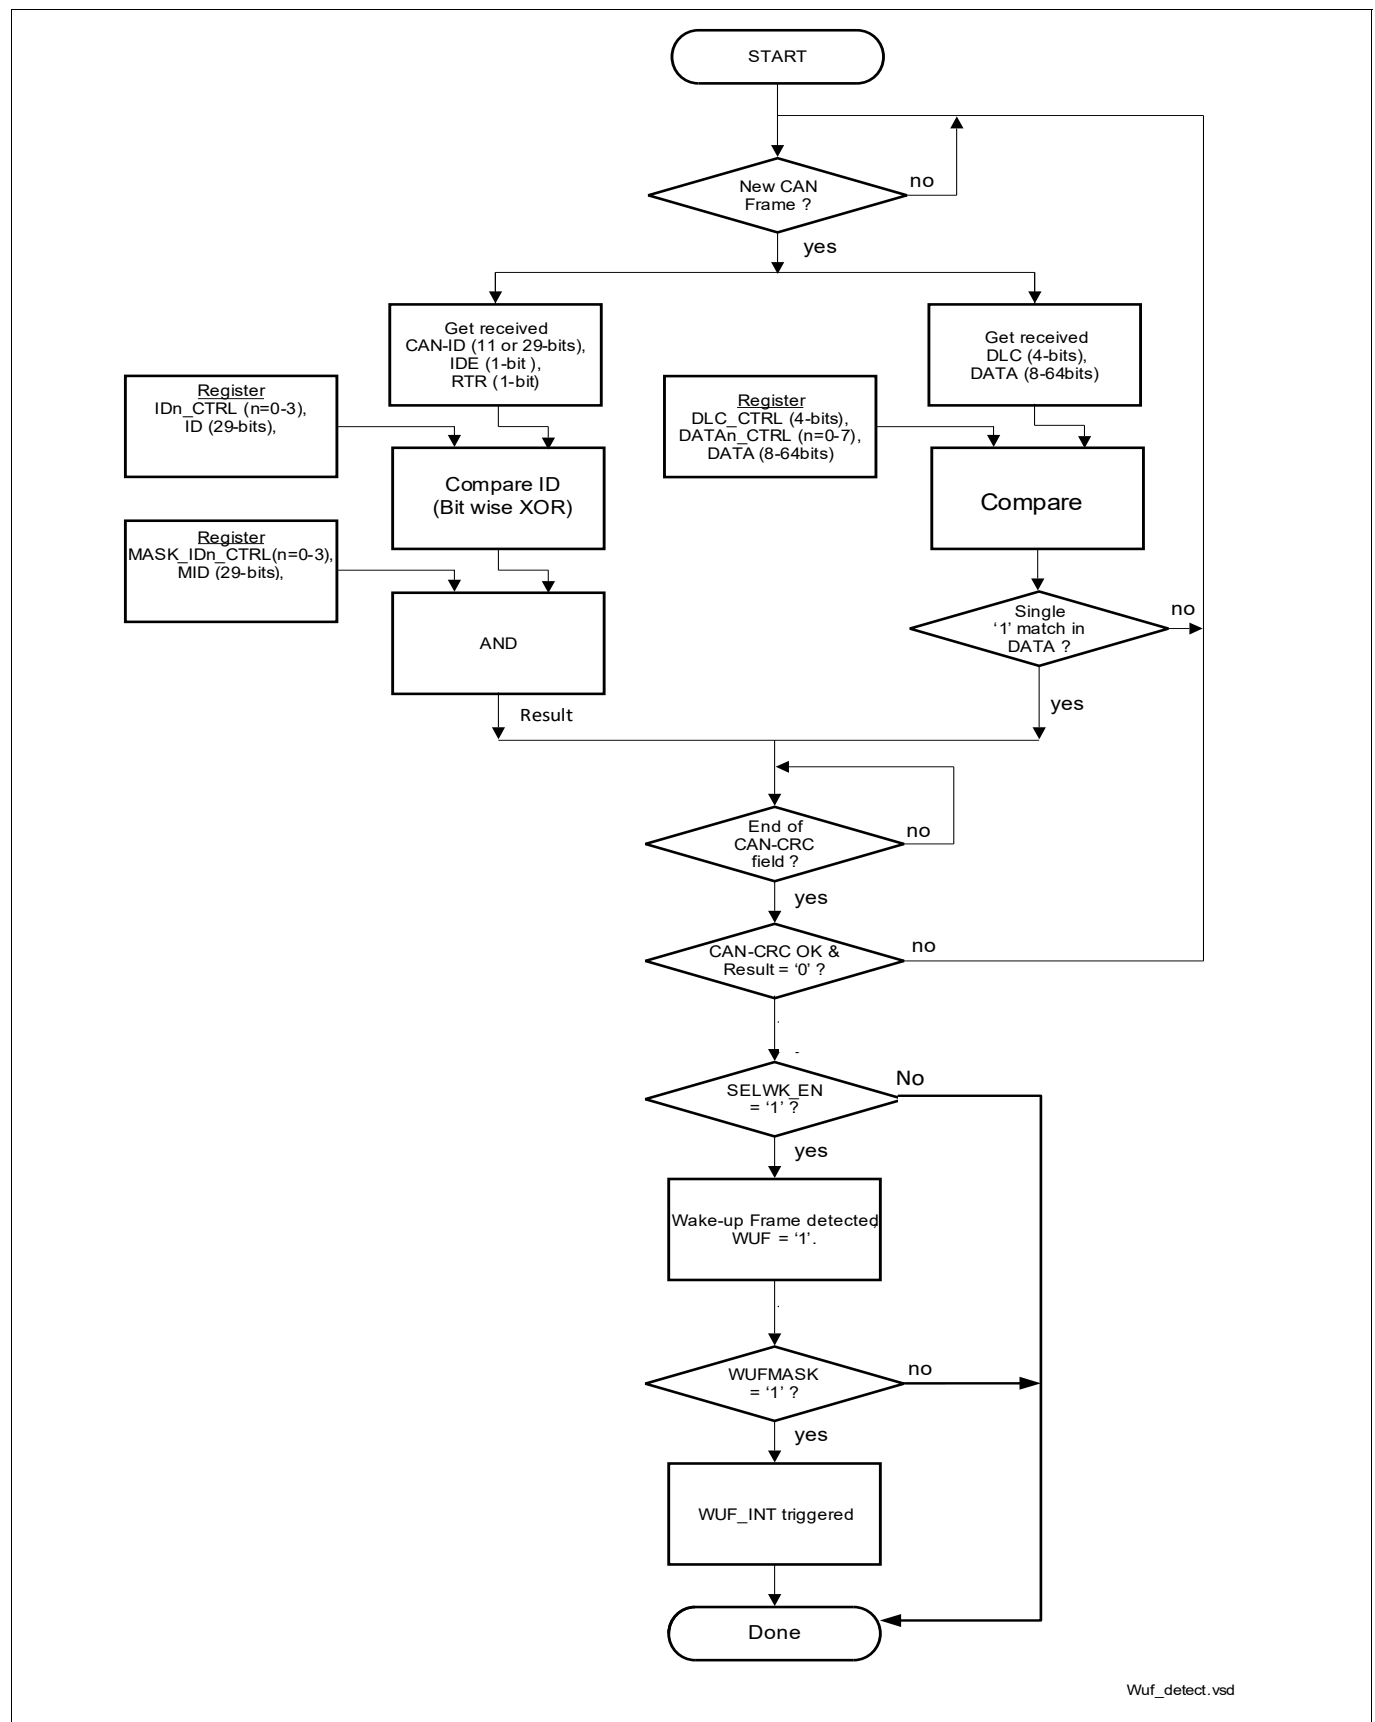 START
New CAN
Frame ?
no
yes
Get received
CAN-ID (11 or 29-bits),
IDE (1-bit ),
RTR (1-bit)
Get received
DLC (4-bits),
DATA (8-64bits)
Register
IDn_CTRL (n=0-3),
ID (29-bits),
Register
DLC_CTRL (4-bits),
DATAn_CTRL (n=0-7),
DATA (8-64bits)
Compare ID
(Bit wise XOR)
Compare
Register
MASK_IDn_CTRL(n=0-3),
MID (29-bits),
AND
Single
‘1’ match in
DATA ?
no
yes
Result
End of
CAN-CRC
field ?
no
yes
CAN-CRC OK &
Result = ‘0’ ?
no
SELWK_EN
= ‘1’ ?
No
yes
Wake-up Frame detected,
WUF = ‘1’.
WUFMASK
= ‘1’ ?
no
yes
WUF_INT triggered
Done
Wuf_detect.vsd